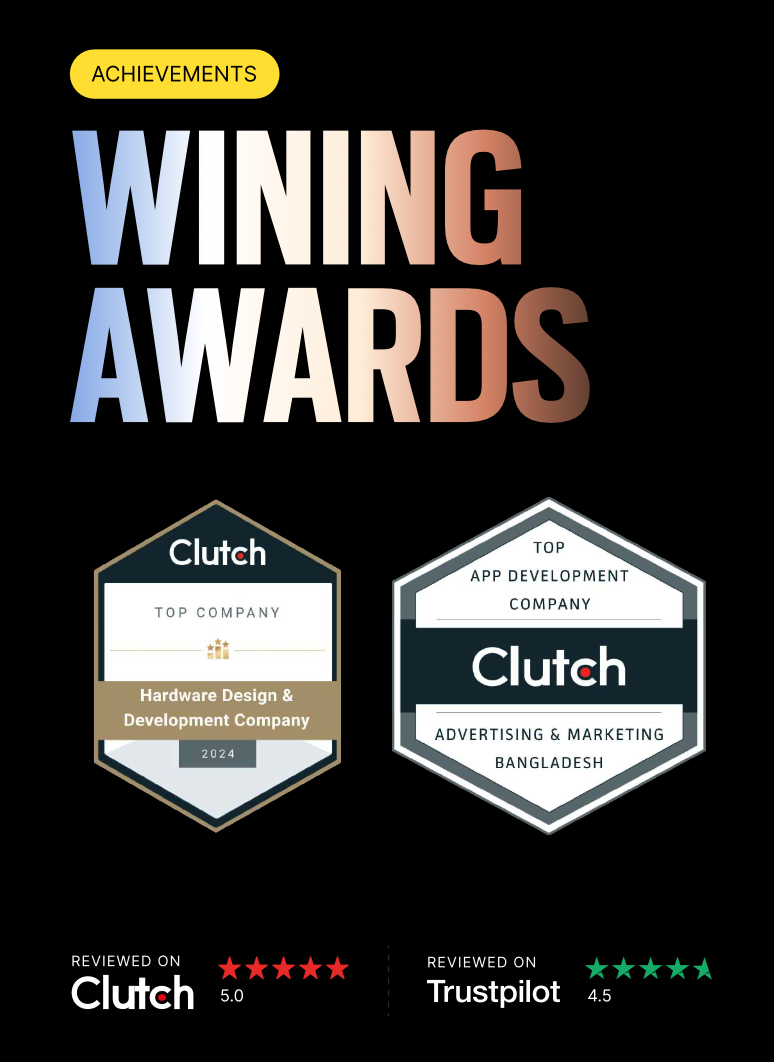 ACHIEVEMENTS
WINING
AWARDS
Clutch
TOP COMPANY
Hardware Design &
Development Company
2024
TOP
APP DEVELOPMENT
COMPANY
Clutch
ADVERTISING & MARKETING
BANGLADESH
REVIEWED ON
Clutch
5.0
REVIEWED ON
Trustpilot
4.5